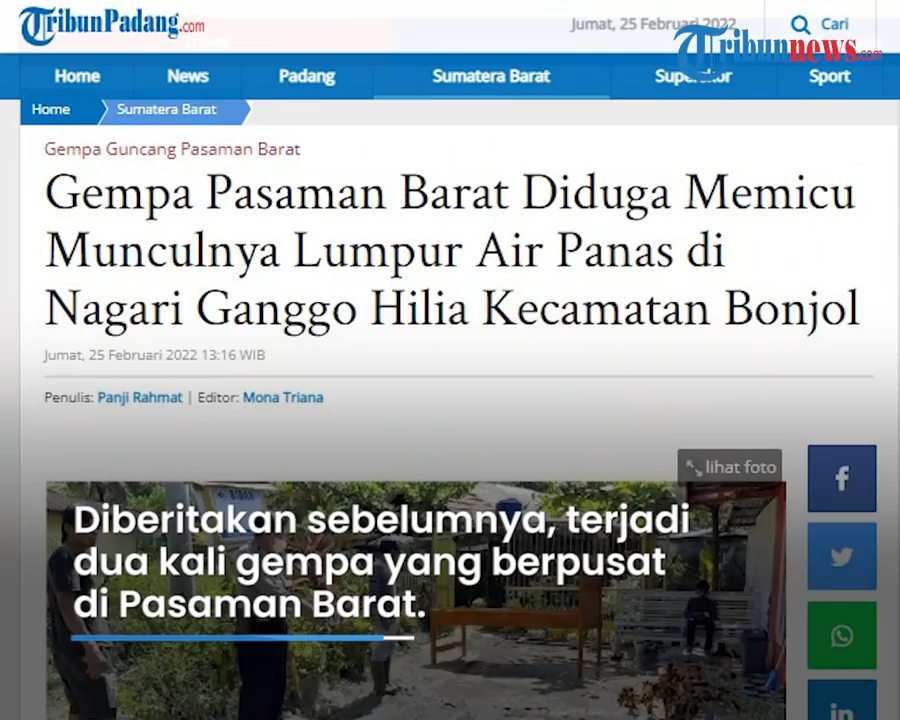 TribunPadang.com
Jumat, 25 Februari 2022
Cari
Tribunnews.com
Home News Padang Sumatera Barat Sport
Home Sumatera Barat
Gempa Guncang Pasaman Barat
Gempa Pasaman Barat Diduga Memicu
Munculnya Lumpur Air Panas di
Nagari Ganggo Hilia Kecamatan Bonjol
Jumat, 25 Februari 2022 13:16 WIB
Penulis: Panji Rahmat | Editor: Mona Triana
lihat foto
Diberitakan sebelumnya, terjadi
dua kali gempa yang berpusat
di Pasaman Barat.